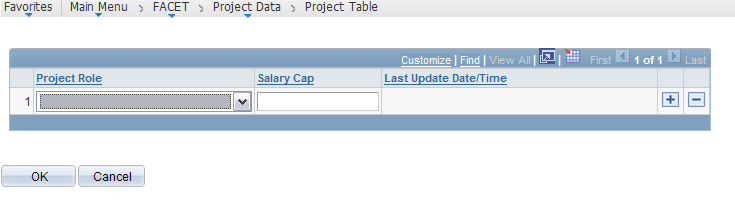 Favorites Main Menu > FACET > Project Data > Project Table
Customize | Find | View All | | First 1 of 1 Last
Project Role Salary Cap Last Update Date/Time
1
OK Cancel